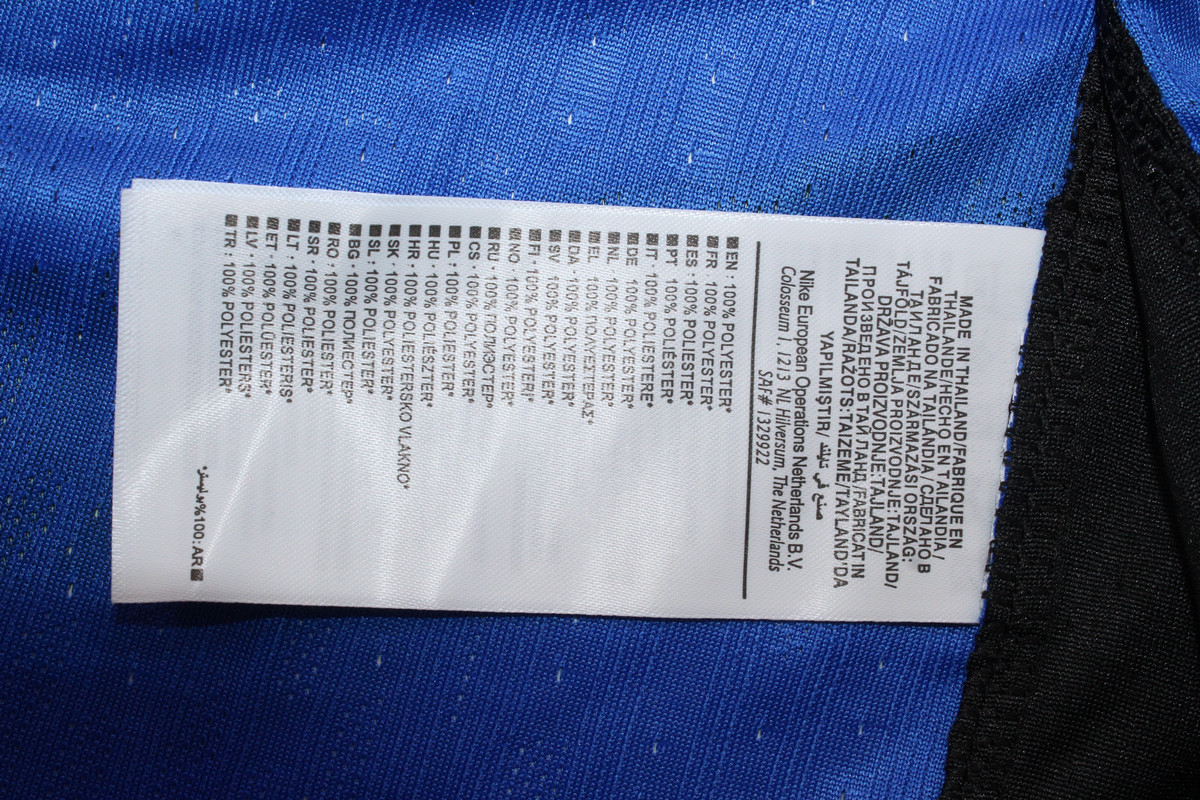 MADE IN THAILAND/FABRIQUE EN
THAILANDE/HECHO EN TAILANDIA/
FABRICADO NA TAILÂNDIA/СДЕЛАНО В
ТАИЛАНДЕ/SZÁRMAZÁSI ORSZÁG:
TÁJFÖLD/ZEMLJA PROIZVODNJE:TAJLAND/
DRŽAVA PROIZVODNJE:TAJLAND/
ПРОИЗВЕДЕНО В ТАЙЛАНД/FABRICAT IN
TAILANDA/RAŽOTS:TAIZEME/TAYLAND'DA
YAPILMIŞTIR/ صنع في تايلاند
Nike European Operations Netherlands B.V.
Colosseum 1, 1213 NL Hilversum, The Netherlands
SAF# 1329922
EN : 100% POLYESTER*
FR : 100% POLYESTER*
ES : 100% POLIESTER*
PT : 100% POLIÉSTER*
IT : 100% POLIESTERE*
DE : 100% POLYESTER*
NL : 100% POLYESTER*
EL : 100% ΠΟΛΥΕΣΤΕΡΑΣ*
DA : 100% POLYESTER*
SV : 100% POLYESTER*
FI : 100% POLYESTERI*
NO : 100% POLYESTER*
RU : 100% ПОЛИЭСТЕР*
CS : 100% POLYESTER*
PL : 100% POLIESTER*
HU : 100% POLIÉSZTER*
HR : 100% POLIESTER*
SK : 100% POLIESTERSKO VLAKNO*
SL : 100% POLIESTER*
BG : 100% ПОЛИЕСТЕР*
RO : 100% POLIESTER*
SR : 100% POLIESTER*
LT : 100% POLIESTERIS*
ET : 100% POLÜESTER*
LV : 100% POLIESTERS*
TR : 100% POLYESTER*
AR :100% بوليستر*